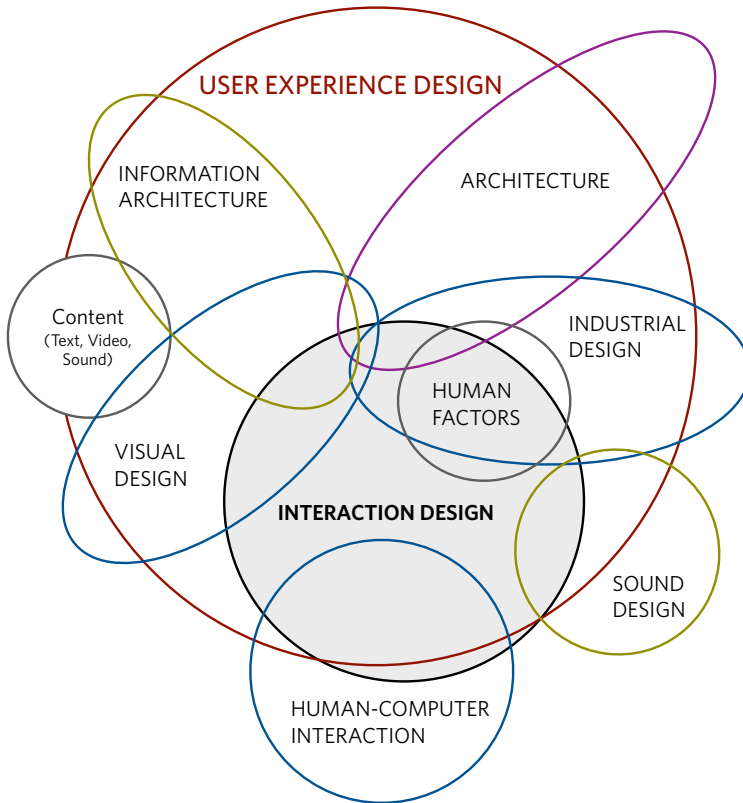 USER EXPERIENCE DESIGN
INFORMATION
ARCHITECTURE
ARCHITECTURE
Content
(Text, Video,
Sound)
INDUSTRIAL
DESIGN
HUMAN
FACTORS
VISUAL
DESIGN
INTERACTION DESIGN
SOUND
DESIGN
HUMAN-COMPUTER
INTERACTION